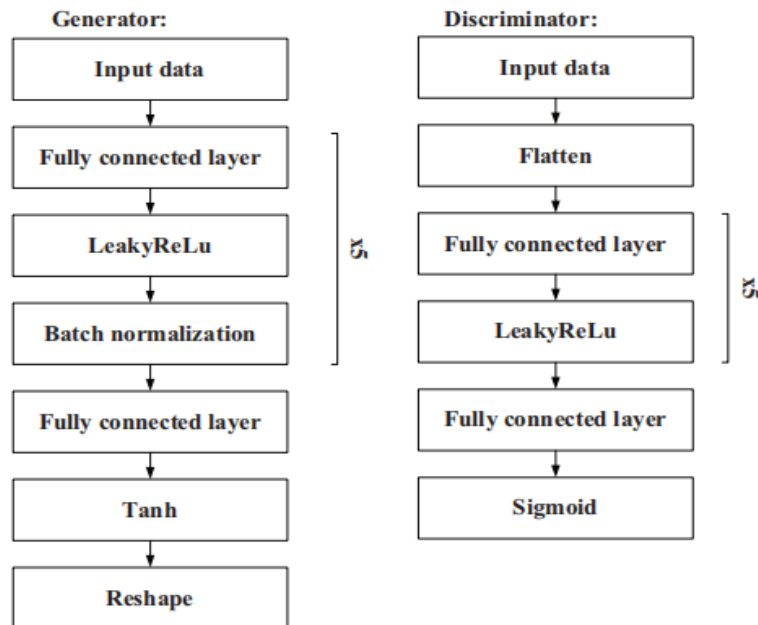 Generator:
Input data
Fully connected layer
LeakyReLu
Batch normalization
x5
Fully connected layer
Tanh
Reshape
Discriminator:
Input data
Flatten
Fully connected layer
LeakyReLu
x5
Fully connected layer
Sigmoid